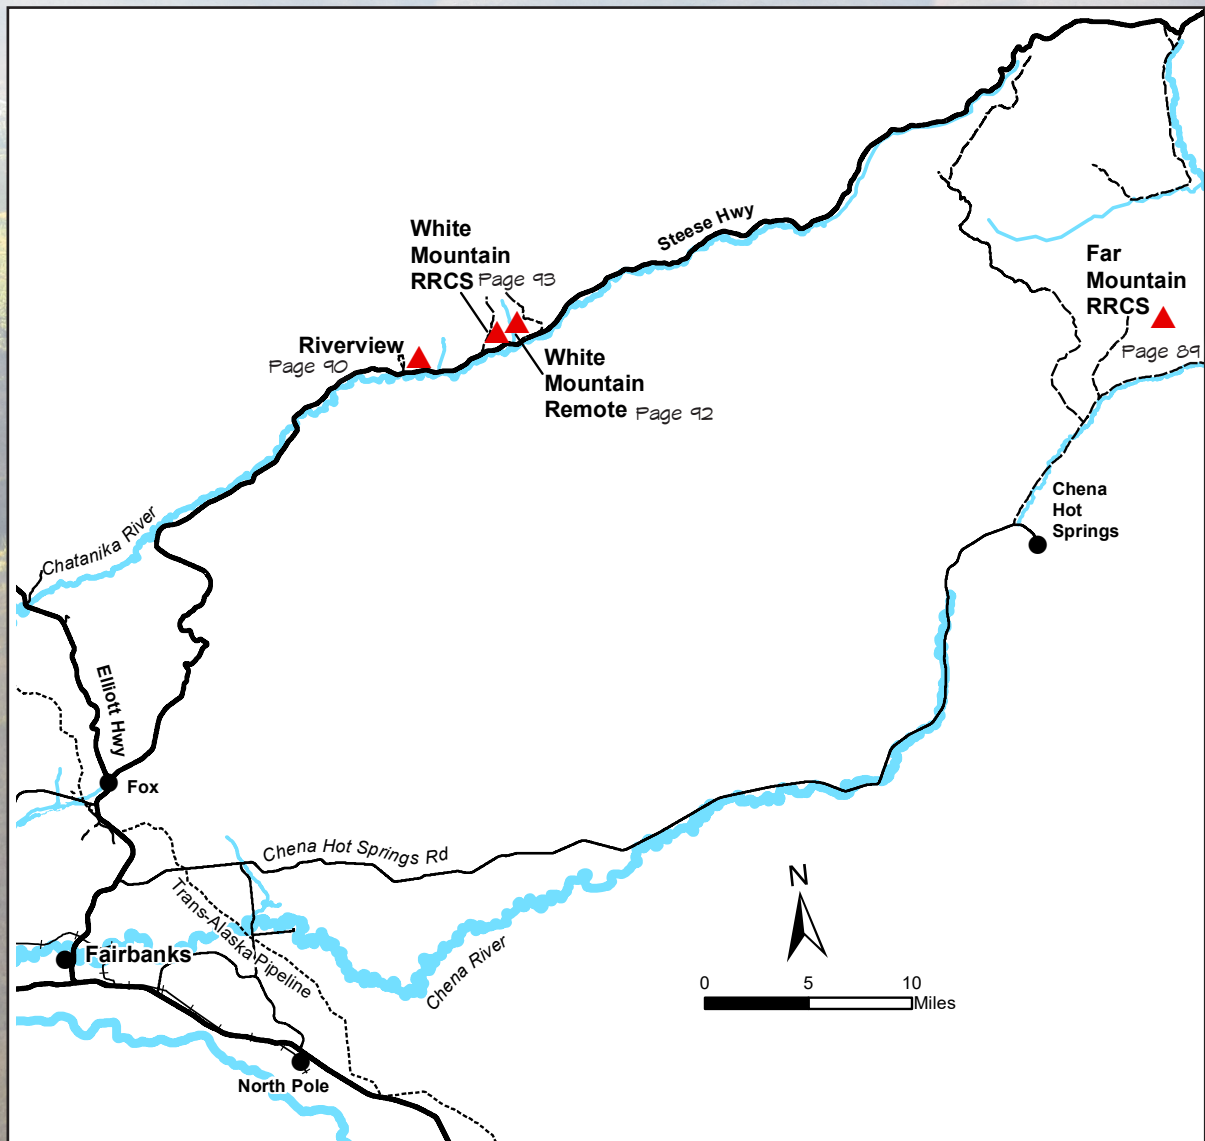 Steese Hwy
White
Mountain
RRCS Page 93
Far
Mountain
RRCS
Page 89
Riverview
Page 90
White
Mountain
Remote Page 92
Chena
Hot
Springs
Chatanika River
Elliott Hwy
Fox
Chena Hot Springs Rd
Trans-Alaska Pipeline
Chena River
Fairbanks
North Pole
N
0 5 10
Miles